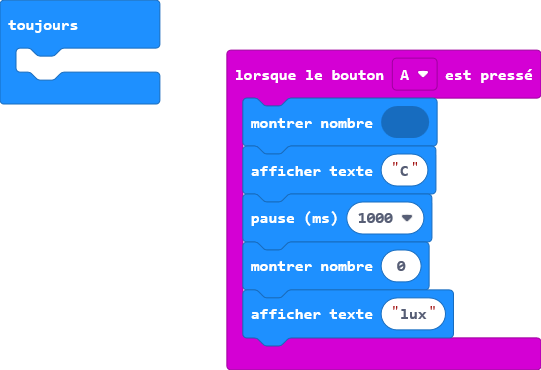 toujours
lorsque le bouton A est pressé
montrer nombre
afficher texte "C"
pause (ms) 1000
montrer nombre 0
afficher texte "lux"